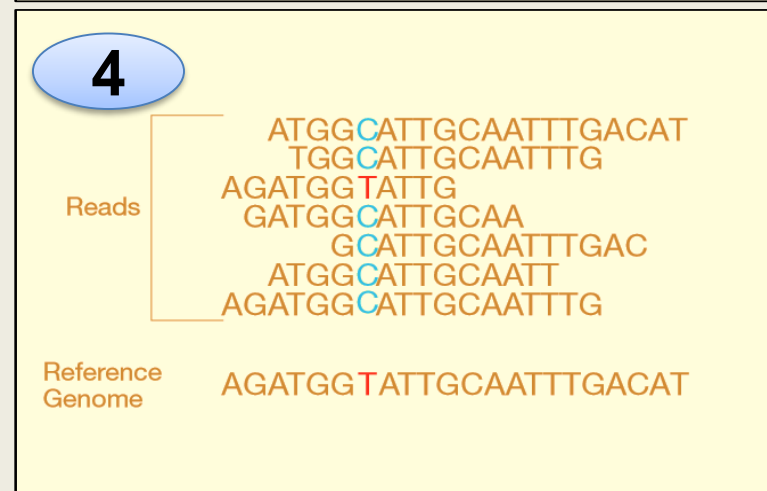 4
ATGGCATTGCAATTTGACAT
TGGCATTGCAATTTG
AGATGGTATTG
Reads
GATGGCATTGCAA
GCATTGCAATTTGAC
ATGGCATTGCAATT
AGATGGCATTGCAATTTG
Reference
Genome
AGATGGTATTGCAATTTGACAT